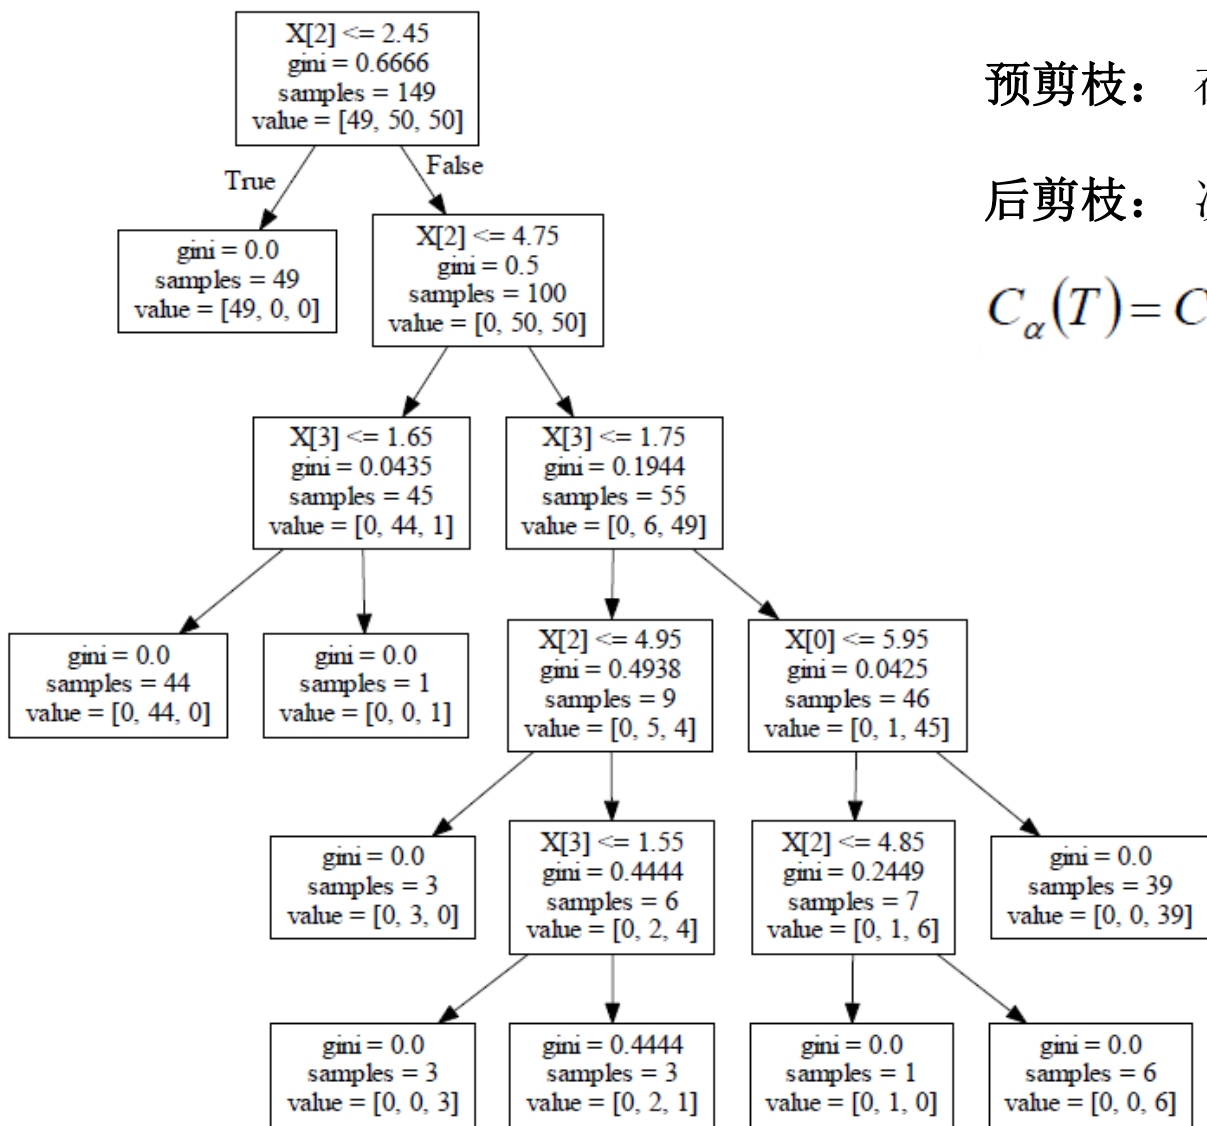 X[2] <= 2.45
gini = 0.6666
samples = 149
value = [49, 50, 50]
预剪枝：
True
False
后剪枝：
gini = 0.0
samples = 49
value = [49, 0, 0]
X[2] <= 4.75
gini = 0.5
samples = 100
value = [0, 50, 50]
C_α(T) = C
X[3] <= 1.65
gini = 0.0435
samples = 45
value = [0, 44, 1]
X[3] <= 1.75
gini = 0.1944
samples = 55
value = [0, 6, 49]
gini = 0.0
samples = 44
value = [0, 44, 0]
gini = 0.0
samples = 1
value = [0, 0, 1]
X[2] <= 4.95
gini = 0.4938
samples = 9
value = [0, 5, 4]
X[0] <= 5.95
gini = 0.0425
samples = 46
value = [0, 1, 45]
gini = 0.0
samples = 3
value = [0, 3, 0]
X[3] <= 1.55
gini = 0.4444
samples = 6
value = [0, 2, 4]
X[2] <= 4.85
gini = 0.2449
samples = 7
value = [0, 1, 6]
gini = 0.0
samples = 39
value = [0, 0, 39]
gini = 0.0
samples = 3
value = [0, 0, 3]
gini = 0.4444
samples = 3
value = [0, 2, 1]
gini = 0.0
samples = 1
value = [0, 1, 0]
gini = 0.0
samples = 6
value = [0, 0, 6]